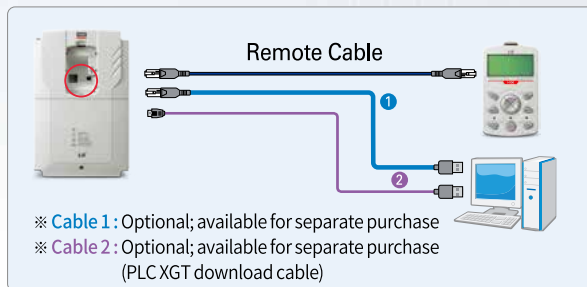 Remote Cable
1
2
※ Cable 1 : Optional; available for separate purchase
※ Cable 2 : Optional; available for separate purchase
(PLC XGT download cable)